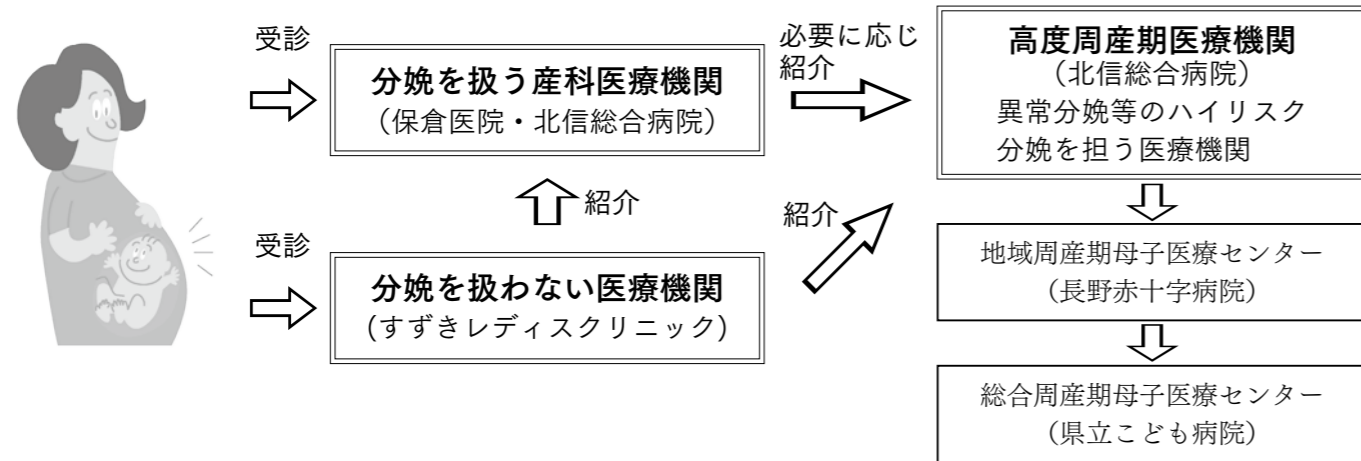 受診
分娩を扱う産科医療機関
（保倉医院・北信総合病院）
必要に応じ
紹介
高度周産期医療機関
（北信総合病院）
異常分娩等のハイリスク
分娩を担う医療機関
紹介
紹介
受診
分娩を扱わない医療機関
(すずきレディスクリニック)
地域周産期母子医療センター
（長野赤十字病院）
総合周産期母子医療センター
（県立こども病院）